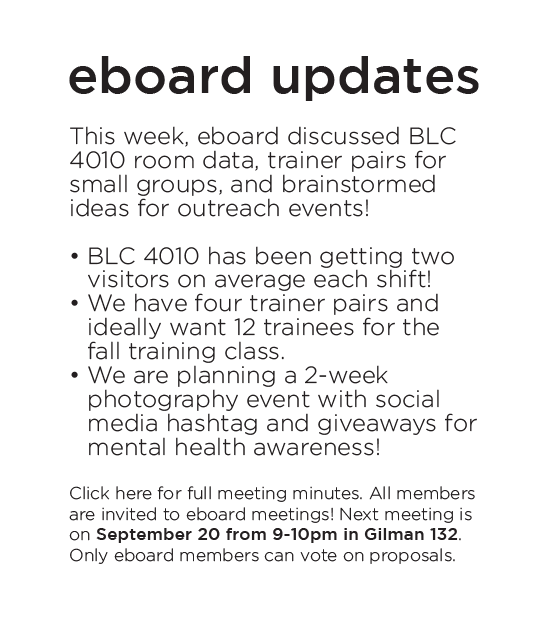 eboard updates
This week, eboard discussed BLC
4010 room data, trainer pairs for
small groups, and brainstormed
ideas for outreach events!
• BLC 4010 has been getting two
visitors on average each shift!
• We have four trainer pairs and
ideally want 12 trainees for the
fall training class.
• We are planning a 2-week
photography event with social
media hashtag and giveaways for
mental health awareness!
Click here for full meeting minutes. All members
are invited to eboard meetings! Next meeting is
on September 20 from 9-10pm in Gilman 132.
Only eboard members can vote on proposals.